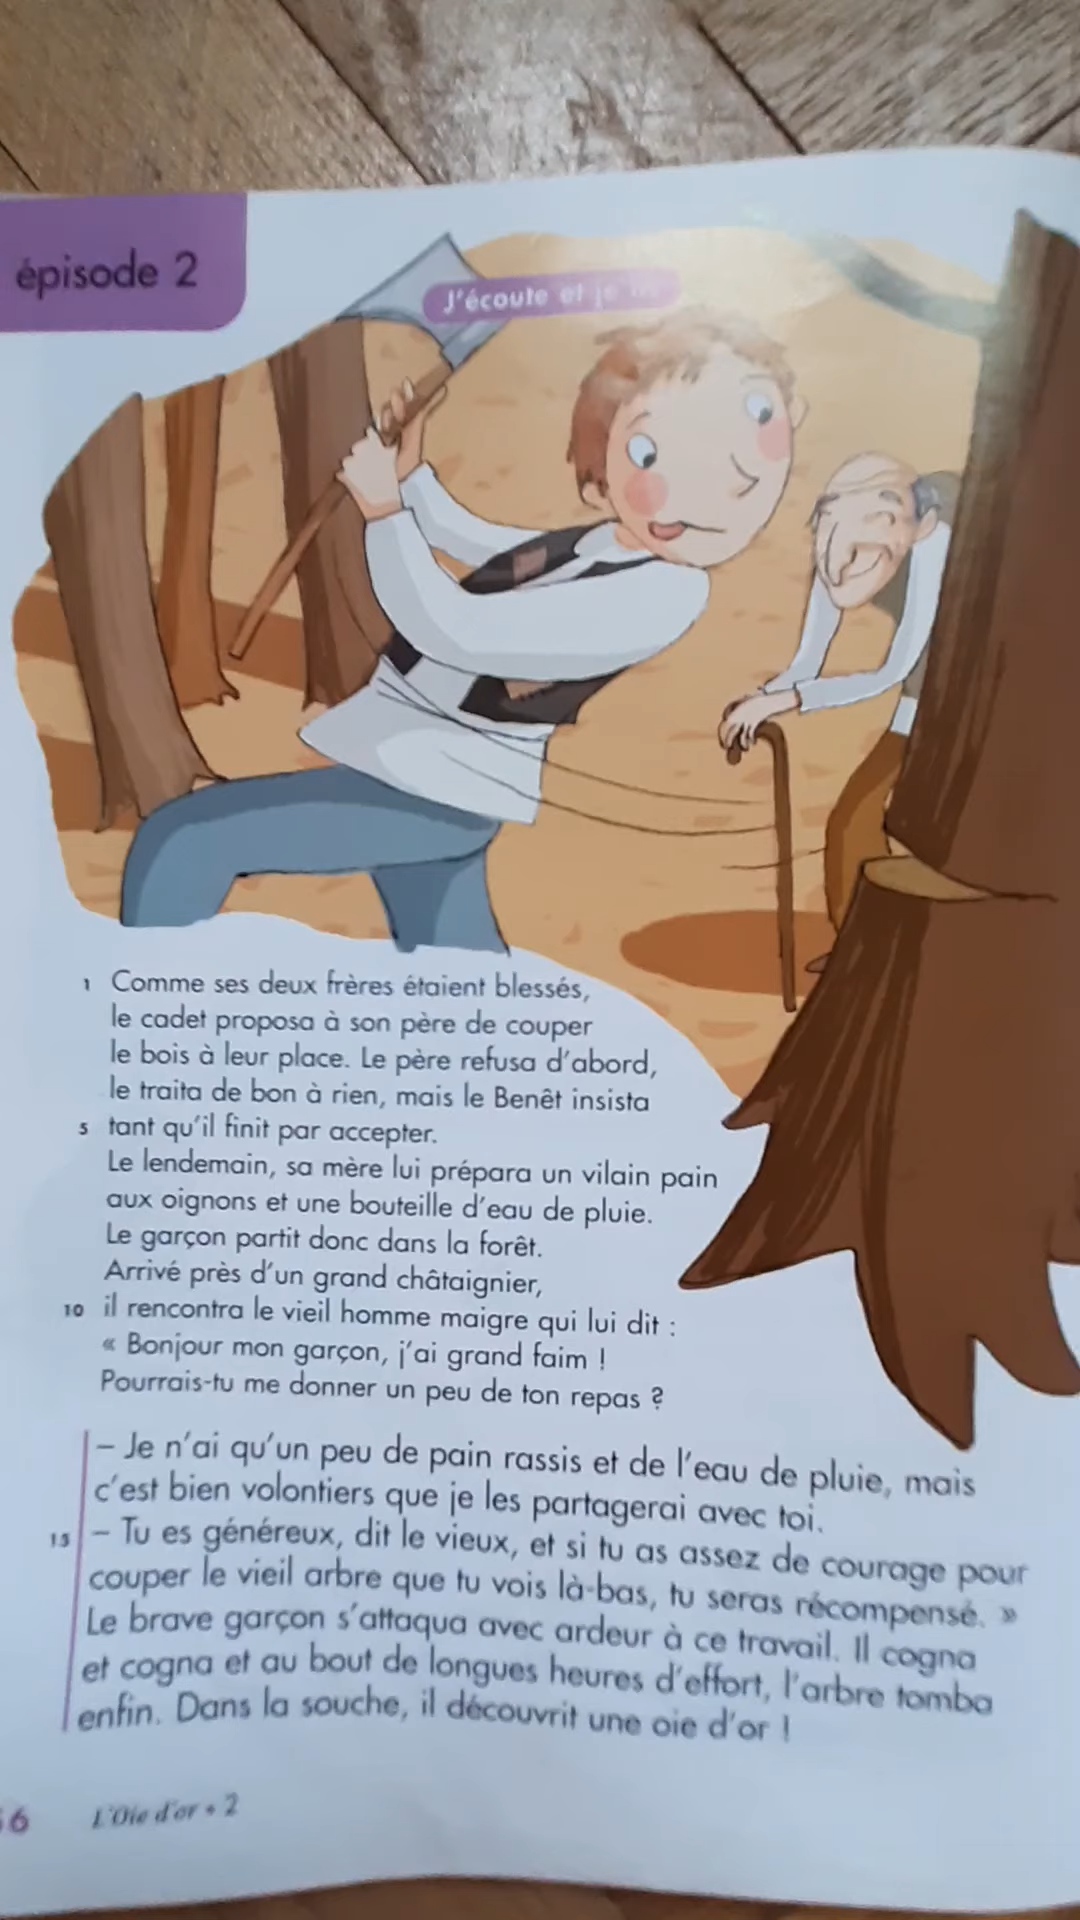 épisode 2
J'écoute et je
1 Comme ses deux frères étaient blessés,
le cadet proposa à son père de couper
le bois à leur place. Le père refusa d'abord,
le traita de bon à rien, mais le Benêt insista
5 tant qu'il finit par accepter.
Le lendemain, sa mère lui prépara un vilain pain
aux oignons et une bouteille d'eau de pluie.
Le garçon partit donc dans la forêt.
Arrivé près d'un grand châtaignier,
10 il rencontra le vieil homme maigre qui lui dit :
« Bonjour mon garçon, j'ai grand faim !
Pourrais-tu me donner un peu de ton repas ?
– Je n'ai qu'un peu de pain rassis et de l'eau de pluie, mais
c'est bien volontiers que je les partagerai avec toi.
15 – Tu es généreux, dit le vieux, et si tu as assez de courage pour
couper le vieil arbre que tu vois là-bas, tu seras récompensé. »
Le brave garçon s'attaqua avec ardeur à ce travail. Il cogna
et cogna et au bout de longues heures d'effort, l'arbre tomba
enfin. Dans la souche, il découvrit une oie d'or !
6 L'Oie d'or • 2